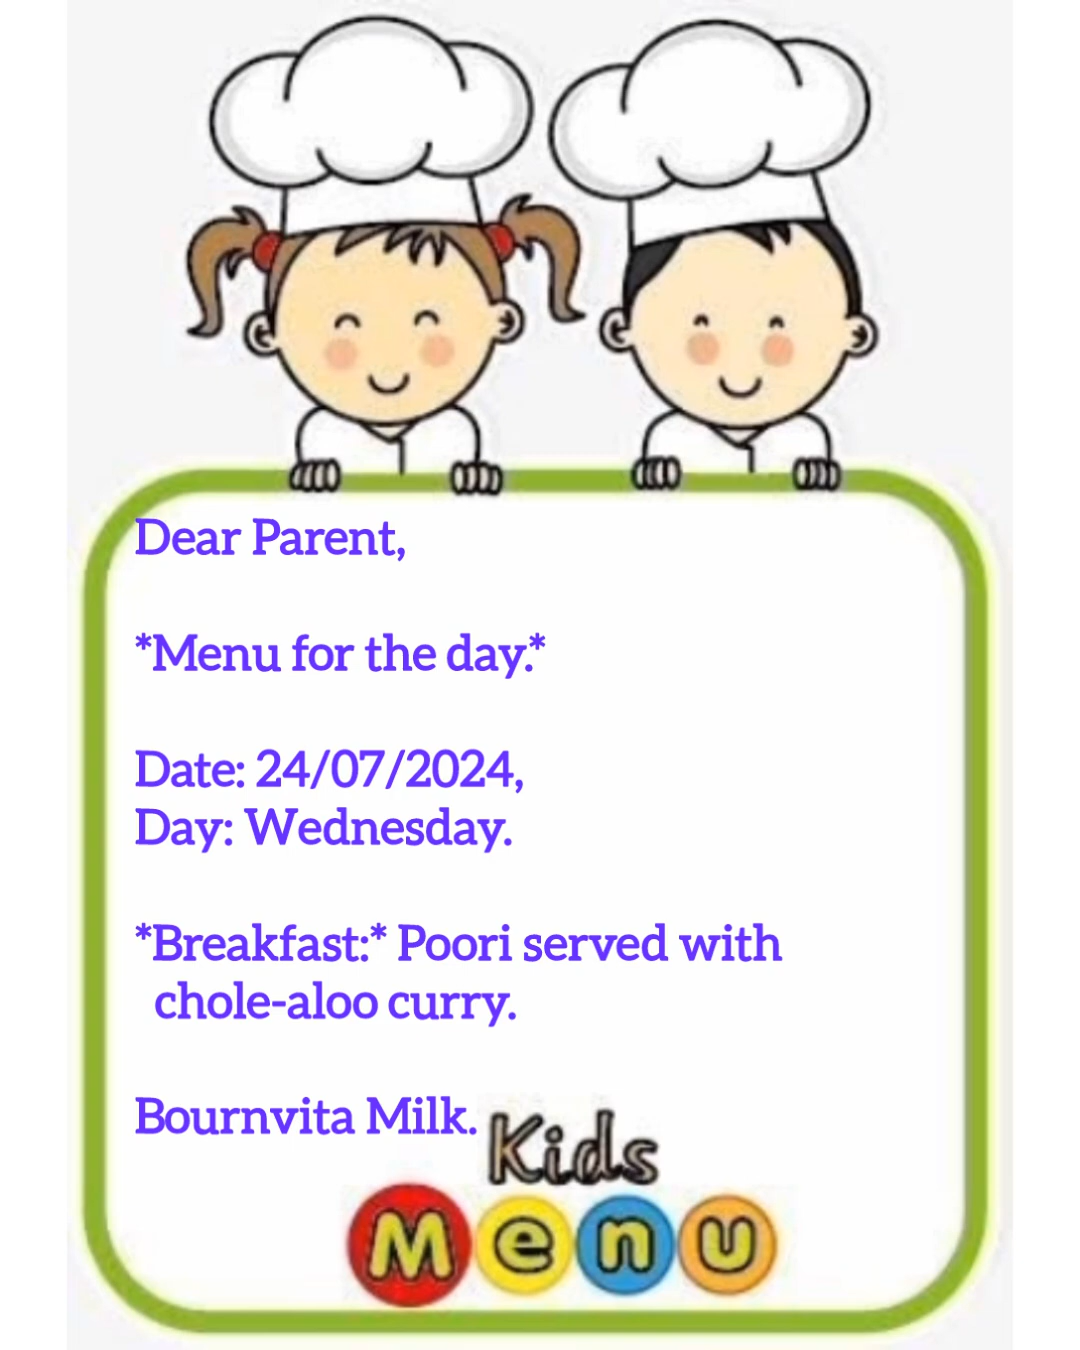 Dear Parent,
*Menu for the day.*
Date: 24/07/2024,
Day: Wednesday.
*Breakfast:* Poori served with
chole-aloo curry.
Bournvita Milk.
Kids
Menu